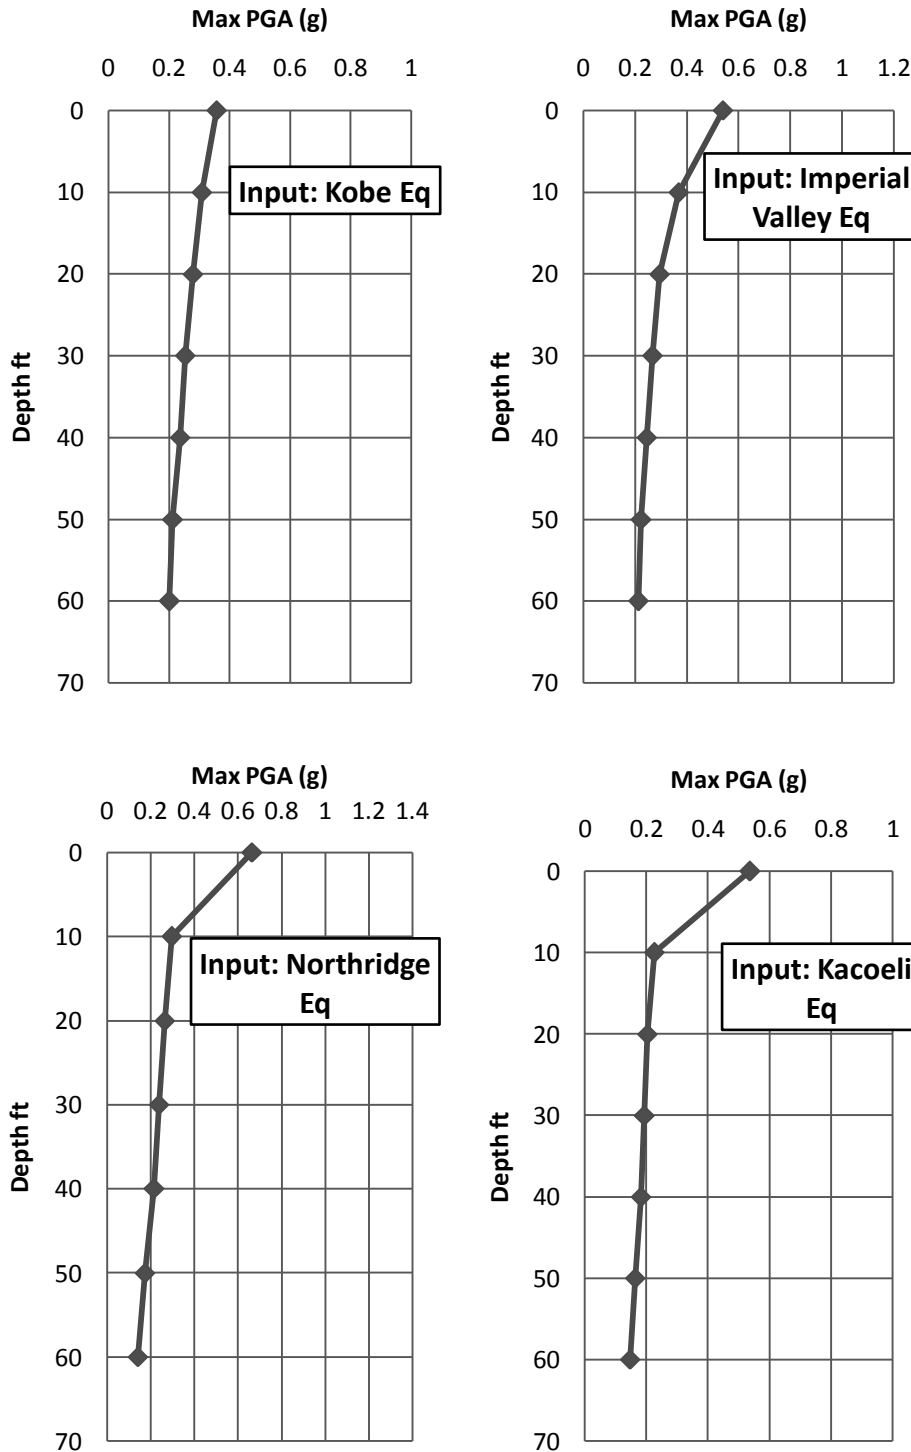 Max PGA (g)
0 0.2 0.4 0.6 0.8 1
0
10
20
30
40
50
60
70
Depth ft
Input: Kobe Eq
Max PGA (g)
0 0.2 0.4 0.6 0.8 1 1.2
0
10
20
30
40
50
60
70
Depth ft
Input: Imperial
Valley Eq
Max PGA (g)
0 0.2 0.4 0.6 0.8 1 1.2 1.4
0
10
20
30
40
50
60
70
Depth ft
Input: Northridge
Eq
Max PGA (g)
0 0.2 0.4 0.6 0.8 1
0
10
20
30
40
50
60
70
Depth ft
Input: Kacoeli
Eq